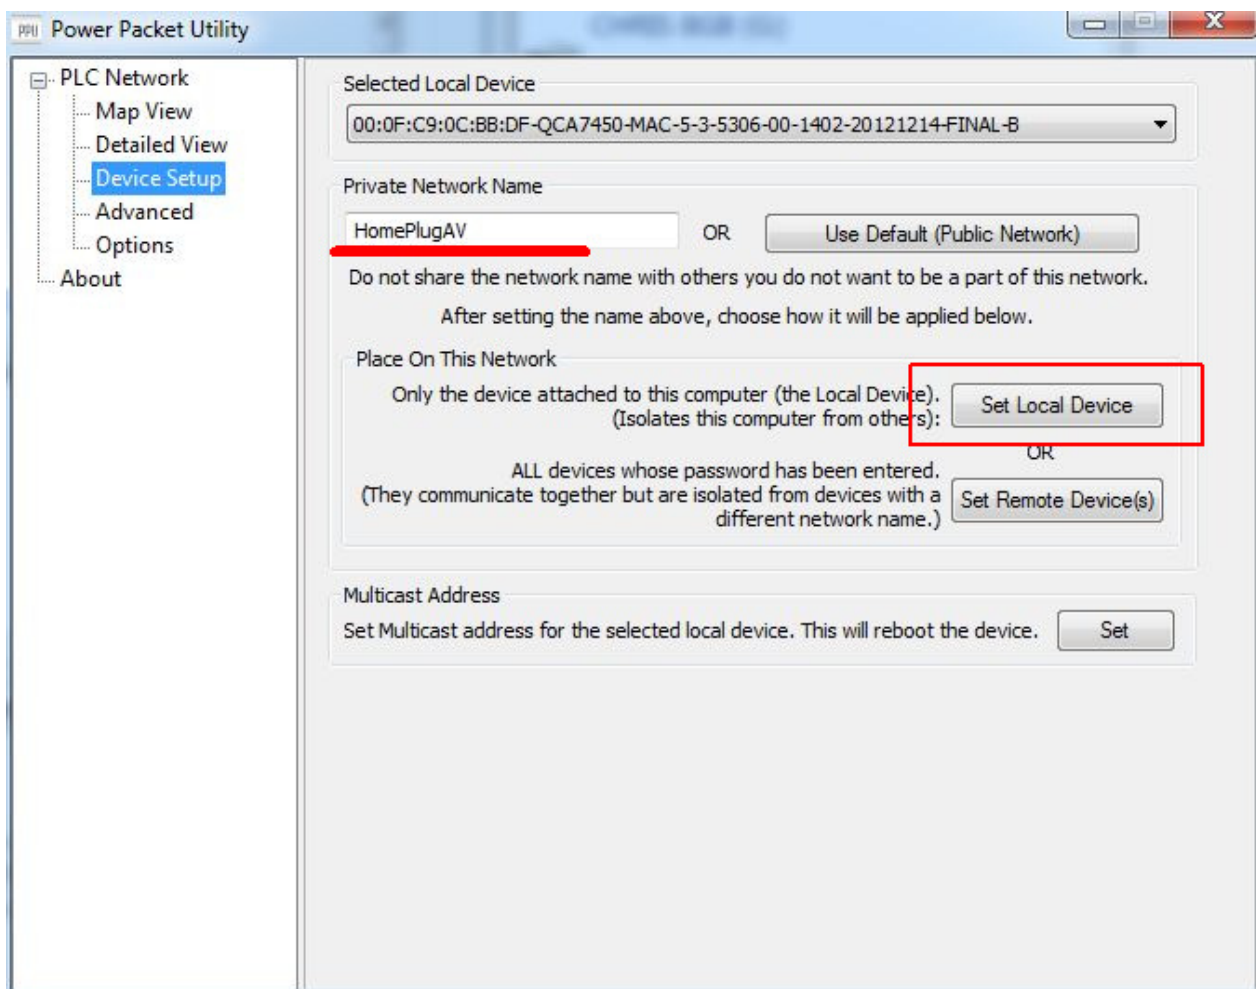 PPU Power Packet Utility
PLC Network
Map View
Detailed View
Device Setup
Advanced
Options
About
Selected Local Device
00:0F:C9:0C:BB:DF-QCA7450-MAC-5-3-5306-00-1402-20121214-FINAL-B
Private Network Name
HomePlugAV OR Use Default (Public Network)
Do not share the network name with others you do not want to be a part of this network.
After setting the name above, choose how it will be applied below.
Place On This Network
Only the device attached to this computer (the Local Device).
(Isolates this computer from others):
Set Local Device
OR
ALL devices whose password has been entered.
(They communicate together but are isolated from devices with a
different network name.)
Set Remote Device(s)
Multicast Address
Set Multicast address for the selected local device. This will reboot the device. Set